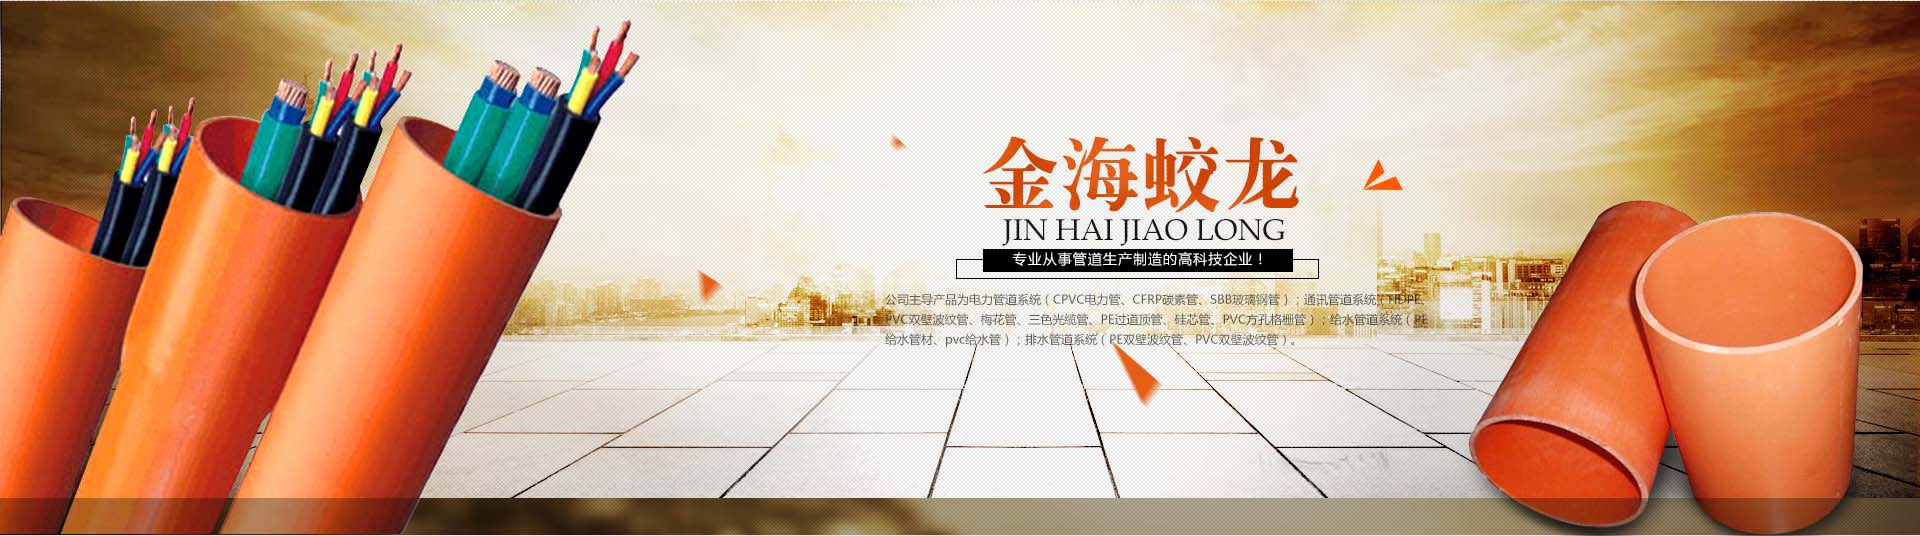 金海蛟龙
JIN HAI JIAO LONG
专业从事管道生产制造的高科技企业！
公司主导产品为电力管道系统（CPVC电力管、CFRP碳素管、SBB玻璃钢管）；通讯管道系统（HDPE、
PVC双壁波纹管、梅花管、三色光缆管、PE过道顶管、硅芯管、PVC方孔格栅管）；给水管道系统（PE
给水管材、pvc给水管）；排水管道系统（PE双壁波纹管、PVC双壁波纹管）。